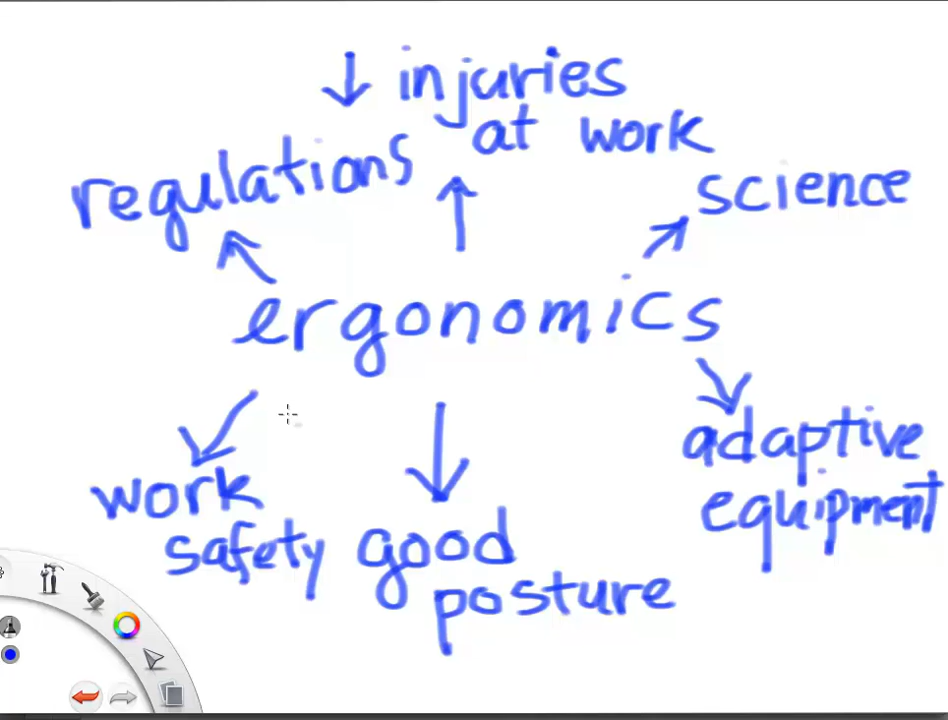 ↓ injuries
at work
regulations
science
ergonomics
adaptive
equipment
work
safety
good
posture